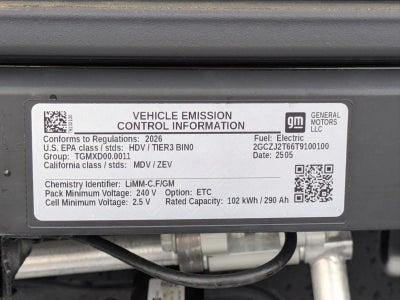 VEHICLE EMISSION
CONTROL INFORMATION
gm
GENERAL
MOTORS
LLC
Conforms to Regulations: 2026
Fuel: Electric
U.S. EPA class / stds: HDV / TIER3 BIN0
2GCZJ2T66T9100100
Group: TGMXD00.0011
Date: 25 05
California class / stds: MDV / ZEV
Chemistry Identifier: LiMM-C.F/GM
Pack Minimum Voltage: 240 V Option: ETC
Cell Minimum Voltage: 2.5 V Rated Capacity: 102 kWh / 290 Ah